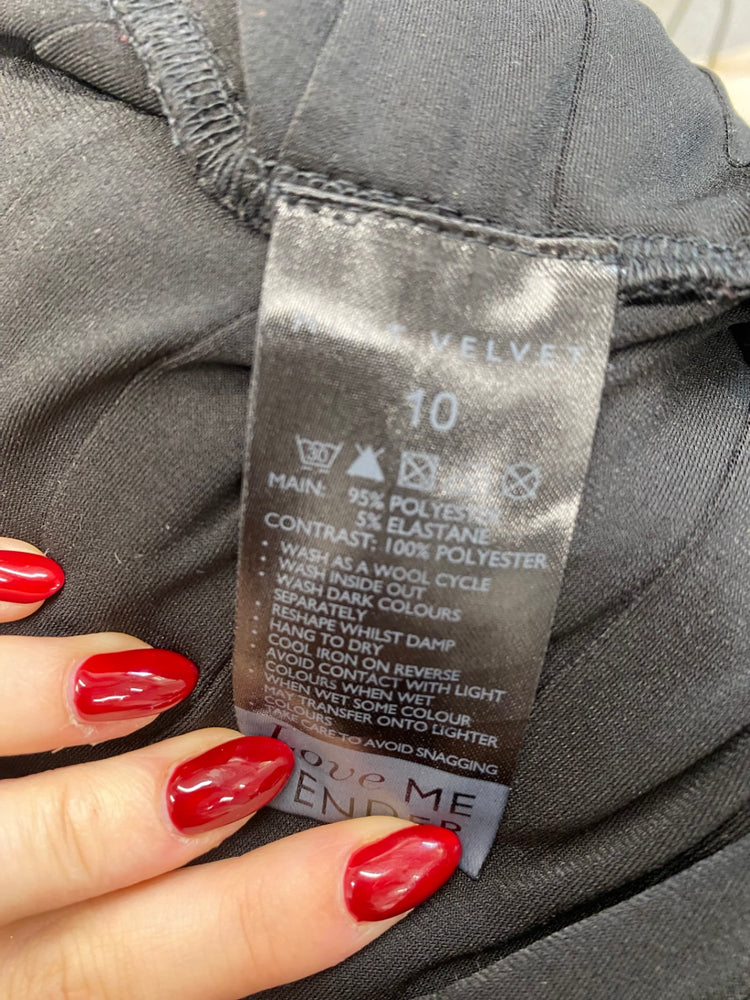 VELVET
10
30
MAIN: 95% POLYESTER
5% ELASTANE
CONTRAST: 100% POLYESTER
• WASH AS A WOOL CYCLE
• WASH INSIDE OUT
• WASH DARK COLOURS
SEPARATELY
• RESHAPE WHILST DAMP
• HANG TO DRY
• COOL IRON ON REVERSE
• AVOID CONTACT WITH LIGHT
COLOURS WHEN WET
• WHEN WET SOME COLOUR
MAY TRANSFER ONTO LIGHTER
COLOURS
• TAKE CARE TO AVOID SNAGGING
Love ME